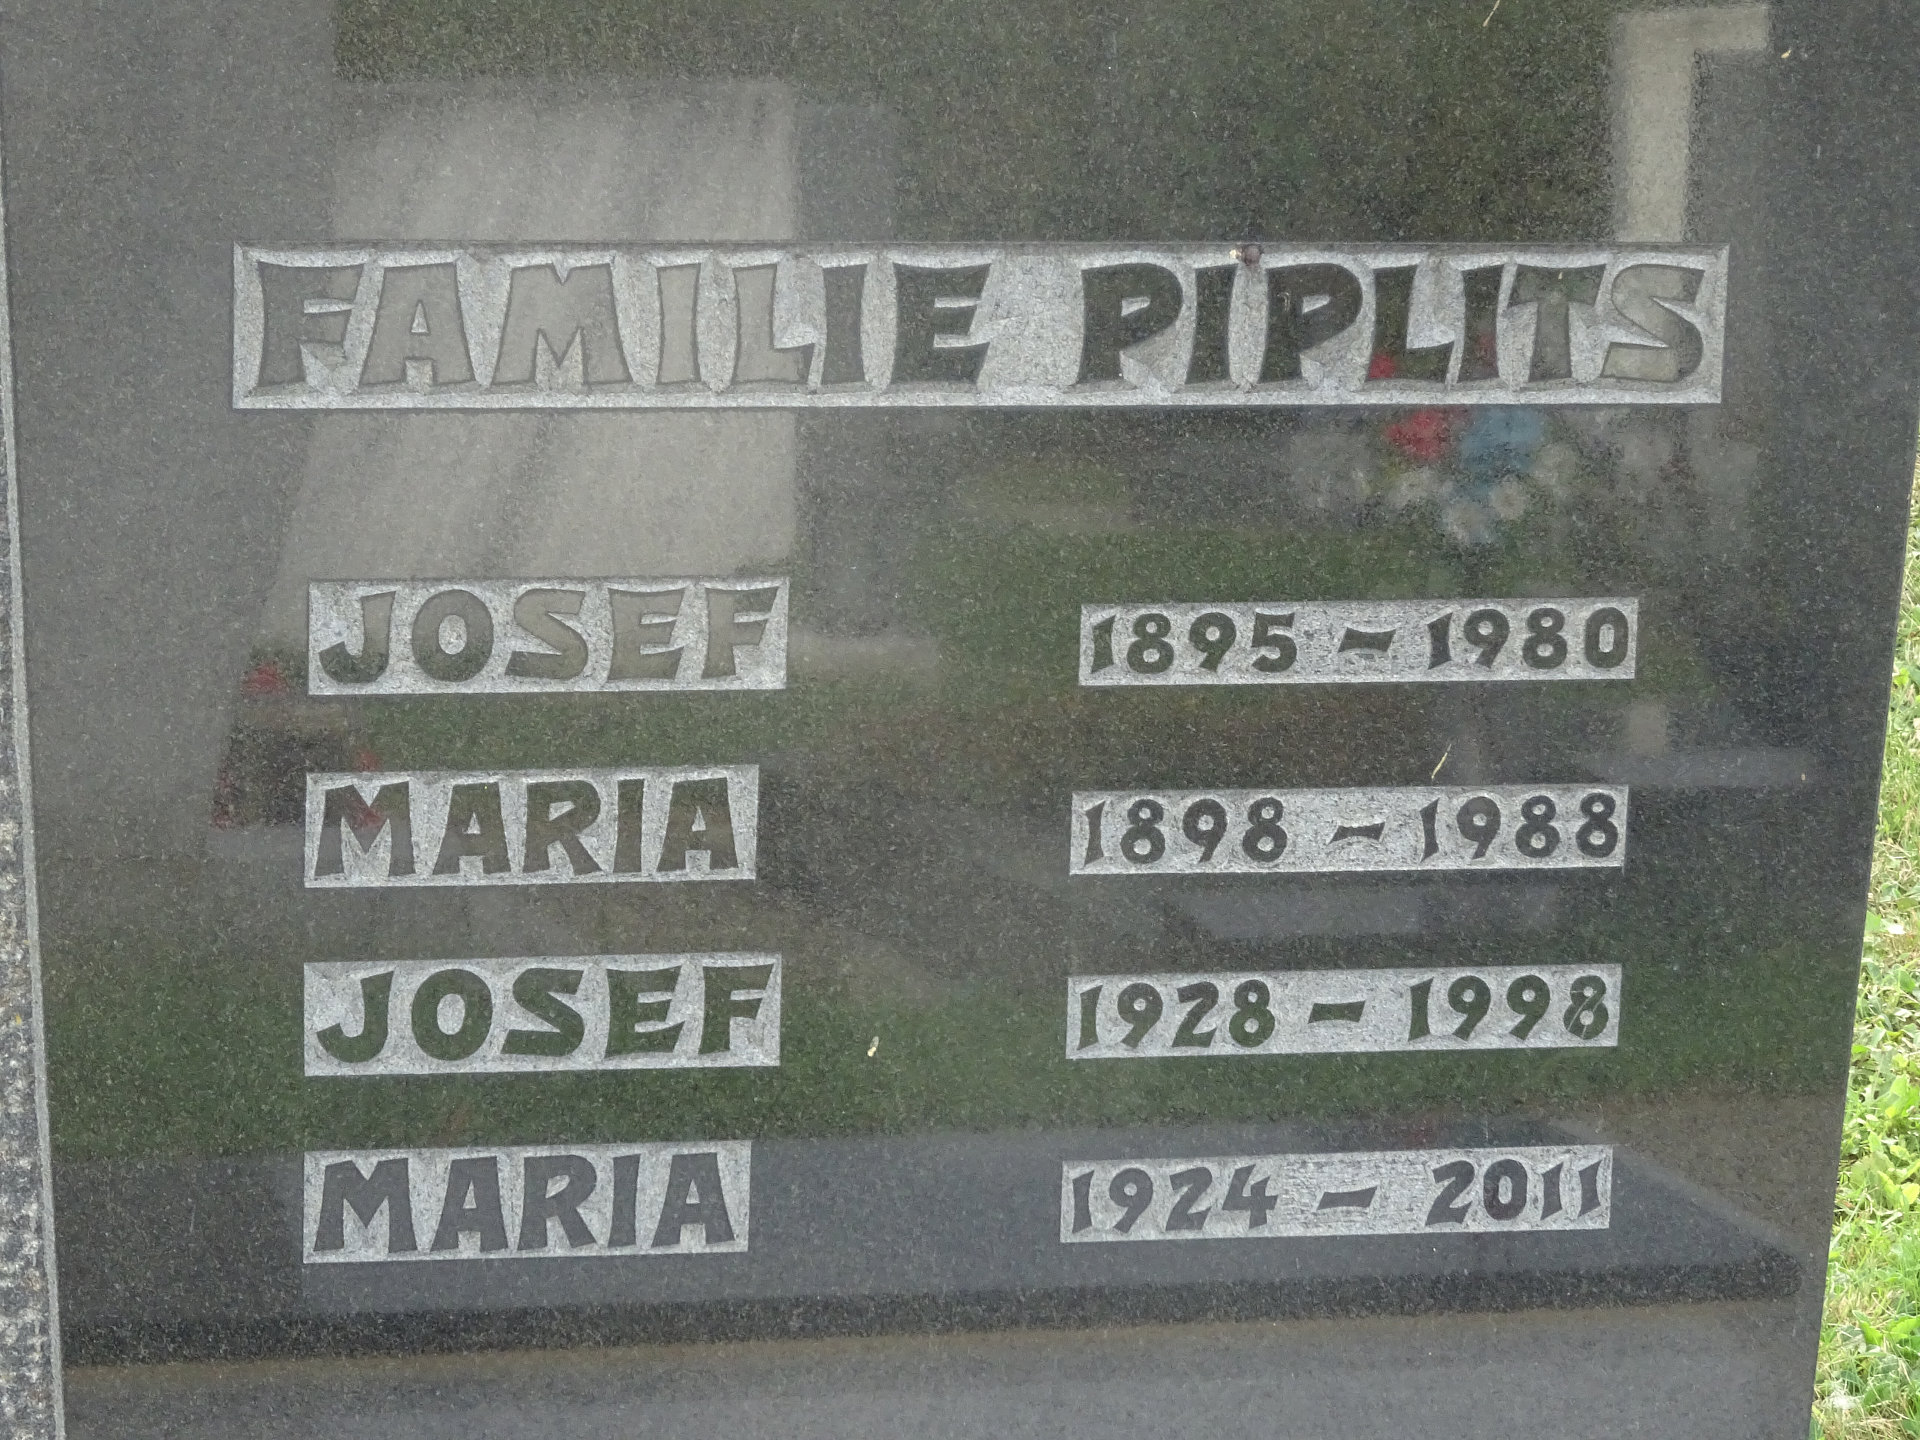 FAMILIE PIPLITS
JOSEF 1895 - 1980
MARIA 1898 - 1988
JOSEF 1928 - 1998
MARIA 1924 - 2011